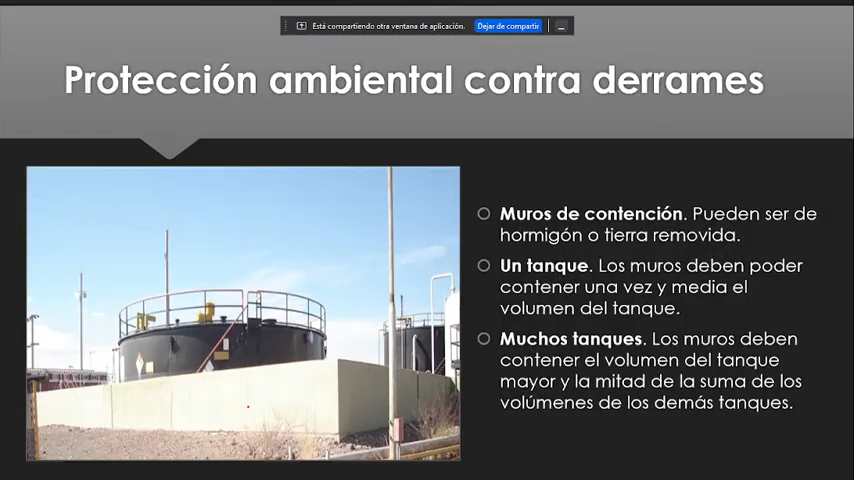 Está compartiendo otra ventana de aplicación.
Dejar de compartir
Protección ambiental contra derrames
Muros de contención. Pueden ser de
hormigón o tierra removida.
Un tanque. Los muros deben poder
contener una vez y media el
volumen del tanque.
Muchos tanques. Los muros deben
contener el volumen del tanque
mayor y la mitad de la suma de los
volúmenes de los demás tanques.